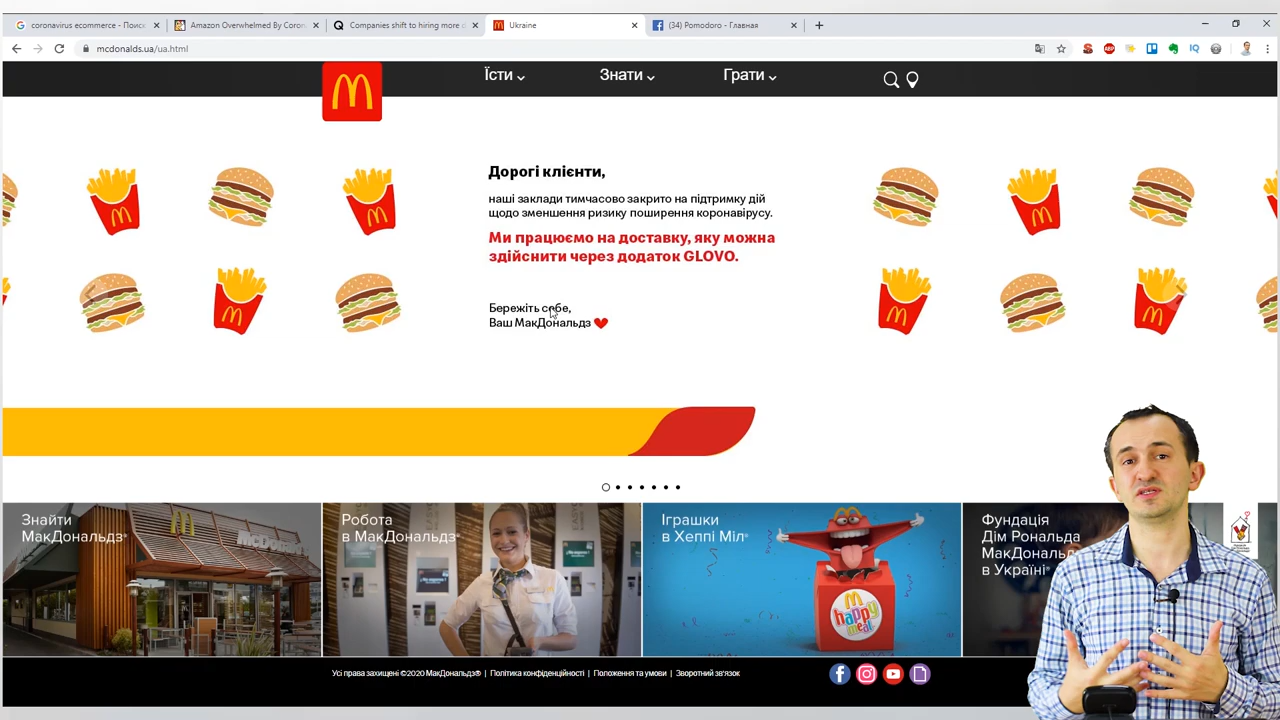 coronavirus ecommerce - Поиск
Amazon Overwhelmed By Coron
Companies shift to hiring more
Ukraine
(34) Pomodoro - Главная
mcdonalds.ua/ua.html
ABP
IQ
Їсти
Знати
Грати
Дорогі клієнти,
наші заклади тимчасово закрито на підтримку дій
щодо зменшення ризику поширення коронавірусу.
Ми працюємо на доставку, яку можна
здійснити через додаток GLOVO.
Бережіть себе,
Ваш МакДональдз ❤
Знайти
МакДональдз®
Робота
в МакДональдз®
Іграшки
в Хеппі Міл®
Фундація
Дім Рональда
МакДональда
в Україні®
McDonald's
happy
meal
Усі права захищені ©2020 МакДональдз® | Політика конфіденційності | Положення та умови | Зворотний зв'язок